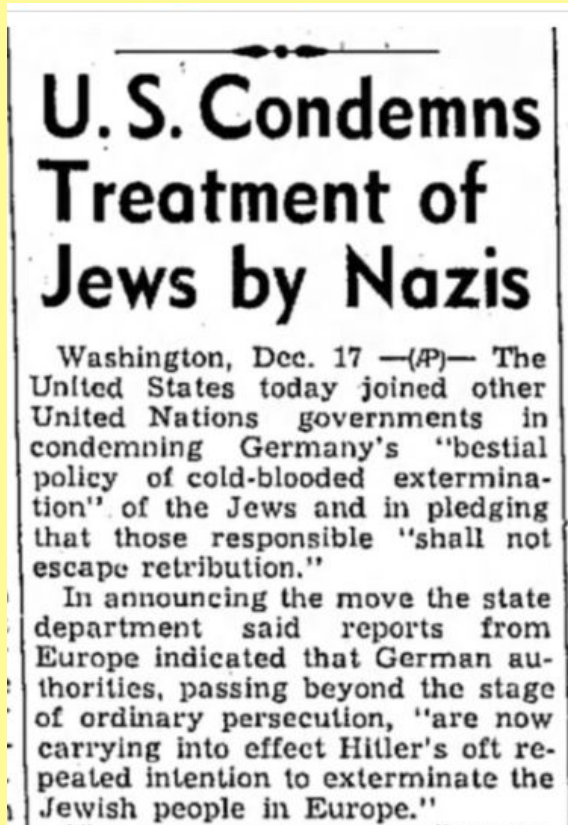 U.S. Condemns
Treatment of
Jews by Nazis
Washington, Dec. 17 —(AP)— The
United States today joined other
United Nations governments in
condemning Germany's "bestial
policy of cold-blooded extermina-
tion" of the Jews and in pledging
that those responsible "shall not
escape retribution."
In announcing the move the state
department said reports from
Europe indicated that German au-
thorities, passing beyond the stage
of ordinary persecution, "are now
carrying into effect Hitler's oft re-
peated intention to exterminate the
Jewish people in Europe."